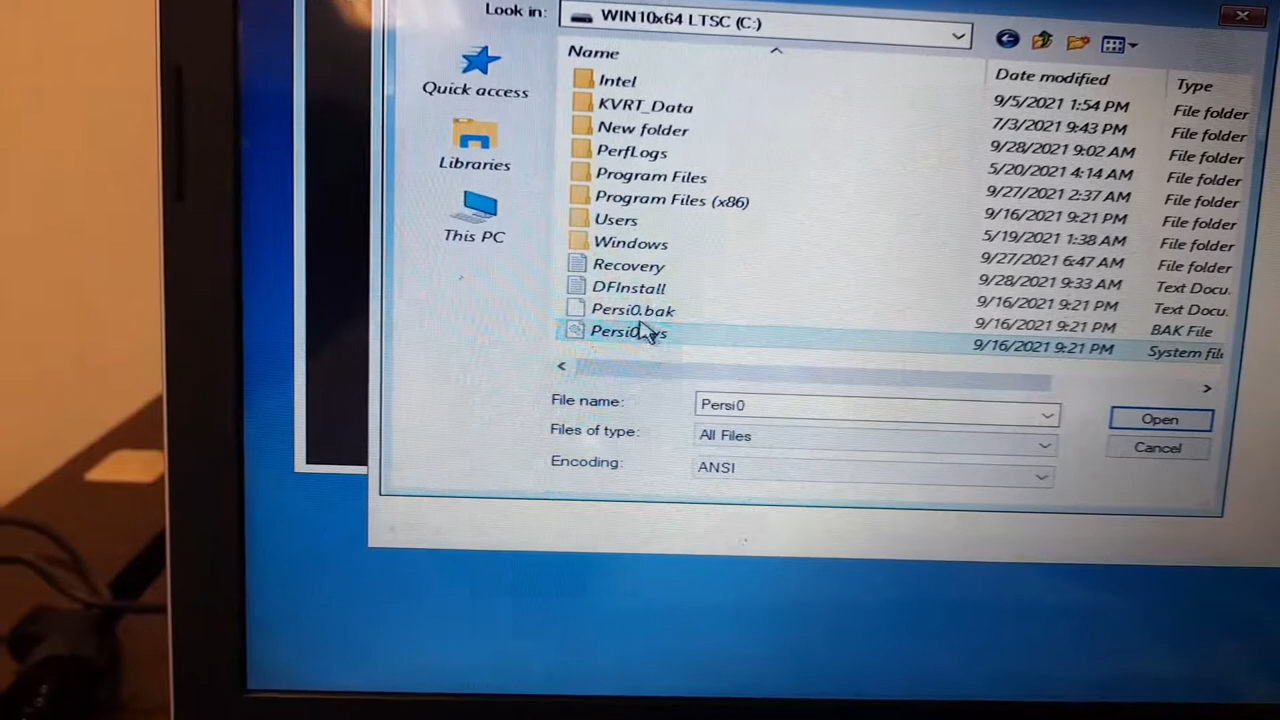 Look in: WIN10x64 LTSC (C:)
Quick access
Libraries
This PC
Name Date modified Type
Intel 9/5/2021 1:54 PM File folder
KVRT_Data 7/3/2021 9:43 PM File folder
New folder 9/28/2021 9:02 AM File folder
PerfLogs 5/20/2021 4:14 AM File folder
Program Files 9/27/2021 2:37 AM File folder
Program Files (x86) 9/16/2021 9:21 PM File folder
Users 5/19/2021 1:38 AM File folder
Windows 9/27/2021 6:47 AM File folder
Recovery 9/28/2021 9:33 AM Text Docu.
DFInstall 9/16/2021 9:21 PM Text Docu.
Persi0.bak 9/16/2021 9:21 PM BAK File
9/16/2021 9:21 PM System
File name: Persi0 Open
Files of type: All Files Cancel
Encoding: ANSI